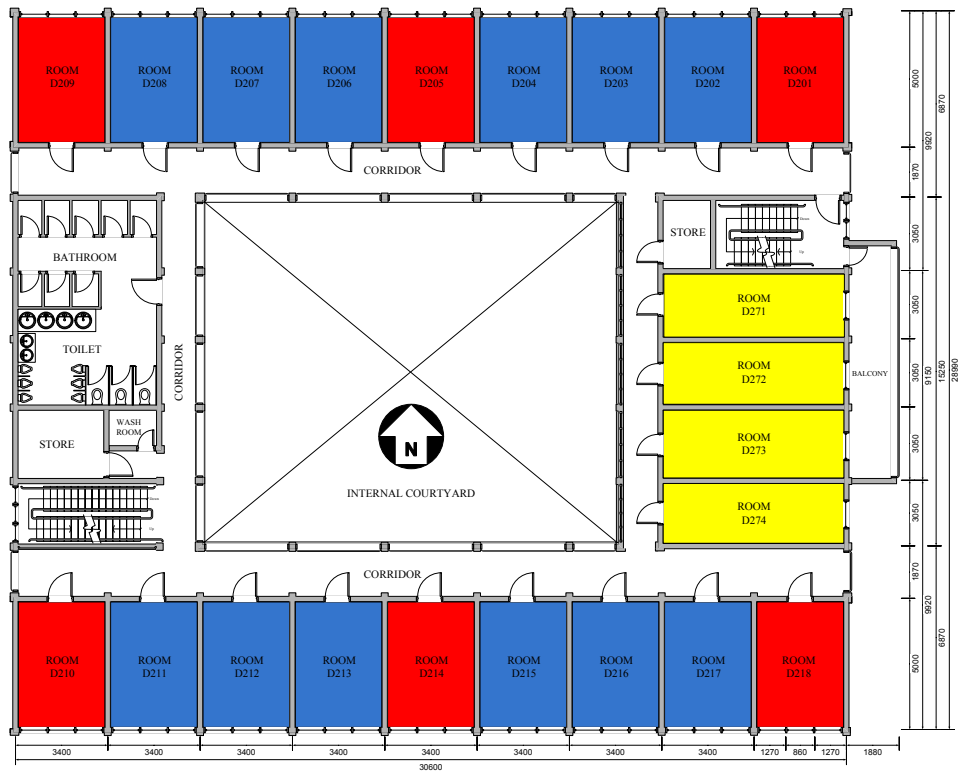 ROOM
D209
ROOM
D208
ROOM
D207
ROOM
D206
ROOM
D205
ROOM
D204
ROOM
D203
ROOM
D202
ROOM
D201
CORRIDOR
BATHROOM
TOILET
CORRIDOR
WASH
ROOM
STORE
Down
Up
N
INTERNAL COURTYARD
STORE
Down
Up
ROOM
D271
ROOM
D272
ROOM
D273
ROOM
D274
BALCONY
CORRIDOR
ROOM
D210
ROOM
D211
ROOM
D212
ROOM
D213
ROOM
D214
ROOM
D215
ROOM
D216
ROOM
D217
ROOM
D218
5000
1870
3050
3050
3050
3050
3050
1870
5000
9920
9150
9920
6870
15250
6870
28990
3400
3400
3400
3400
3400
3400
3400
3400
1270
860
1270
1880
30600